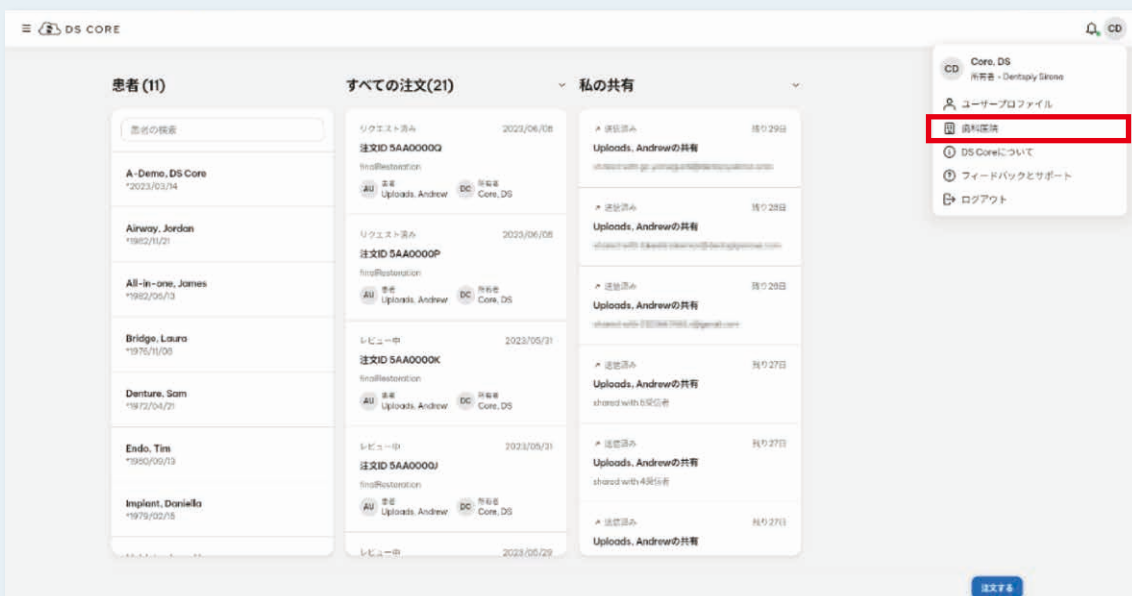 DS CORE
CD
患者 (11)
患者の検索
A-Demo, DS Core
*2023/03/14
Airway, Jordan
*1982/11/21
All-in-one, James
*1982/05/13
Bridge, Laura
*1976/11/08
Denture, Sam
*1972/04/21
Endo, Tim
*1980/09/13
Implant, Daniella
*1979/02/15
すべての注文(21)
リクエスト済み 2023/06/08
注文ID 5AA0000Q
finalRestoration
AU 患者 Uploads, Andrew DC 所有者 Core, DS
リクエスト済み 2023/06/08
注文ID 5AA0000P
finalRestoration
AU 患者 Uploads, Andrew DC 所有者 Core, DS
レビュー中 2023/05/31
注文ID 5AA0000K
finalRestoration
AU 患者 Uploads, Andrew DC 所有者 Core, DS
レビュー中 2023/05/31
注文ID 5AA0000J
finalRestoration
AU 患者 Uploads, Andrew DC 所有者 Core, DS
レビュー中 2023/05/29
私の共有
送信済み 残り29日
Uploads, Andrewの共有
shared with
送信済み 残り28日
Uploads, Andrewの共有
shared with
送信済み 残り28日
Uploads, Andrewの共有
shared with
送信済み 残り27日
Uploads, Andrewの共有
shared with 5受信者
送信済み 残り27日
Uploads, Andrewの共有
shared with 4受信者
送信済み 残り27日
Uploads, Andrewの共有
CD Core, DS
所有者 - Dentsply Sirona
ユーザープロファイル
歯科医院
DS Coreについて
フィードバックとサポート
ログアウト
注文する